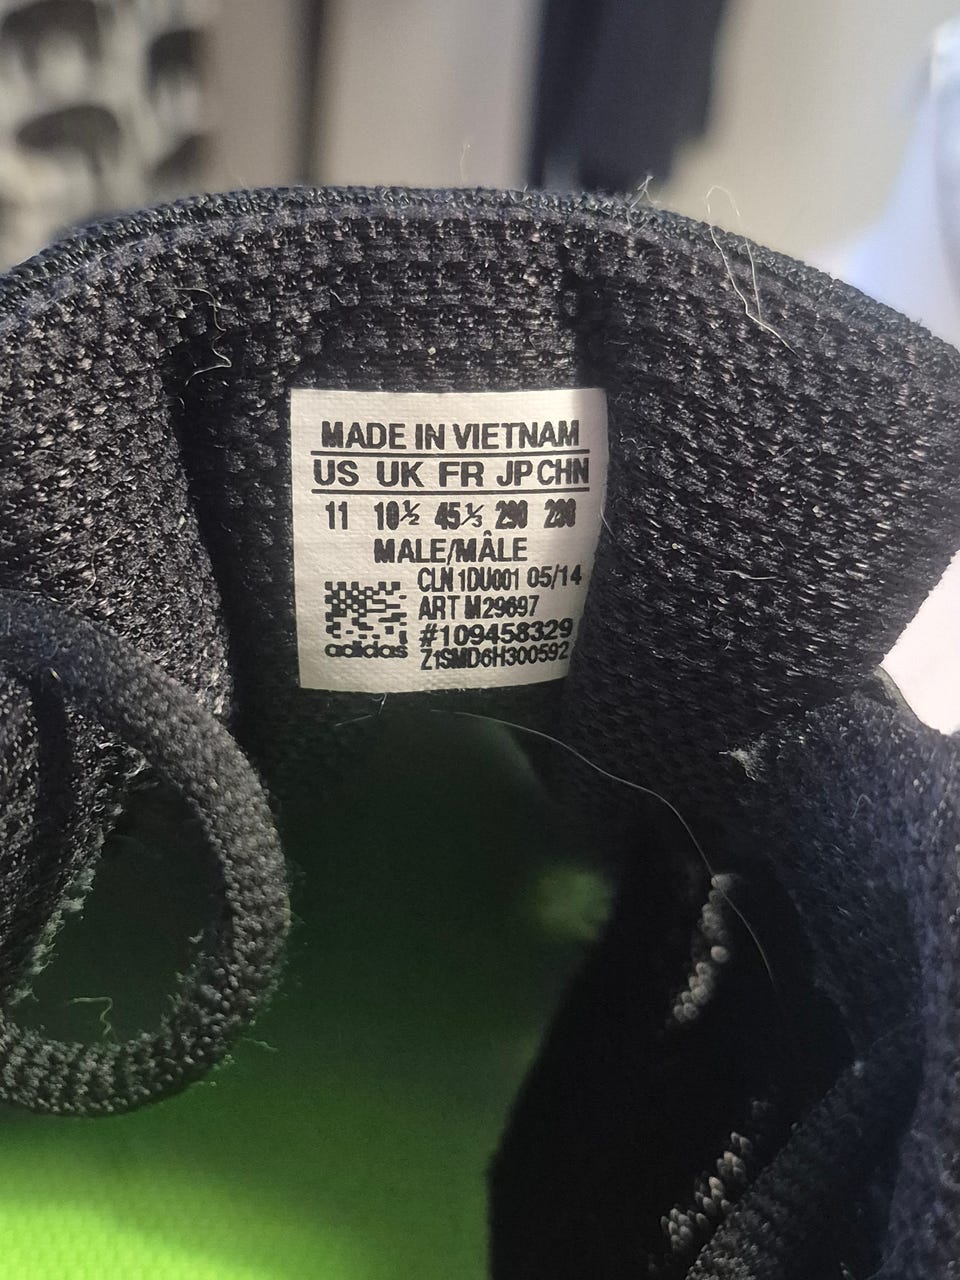 MADE IN VIETNAM
US UK FR JP CHN
11 10½ 45⅓ 290
MALE/MÂLE
CLN 1DU001 05/14
ART M29697
#109458329
adidas Z1SMD6H300592